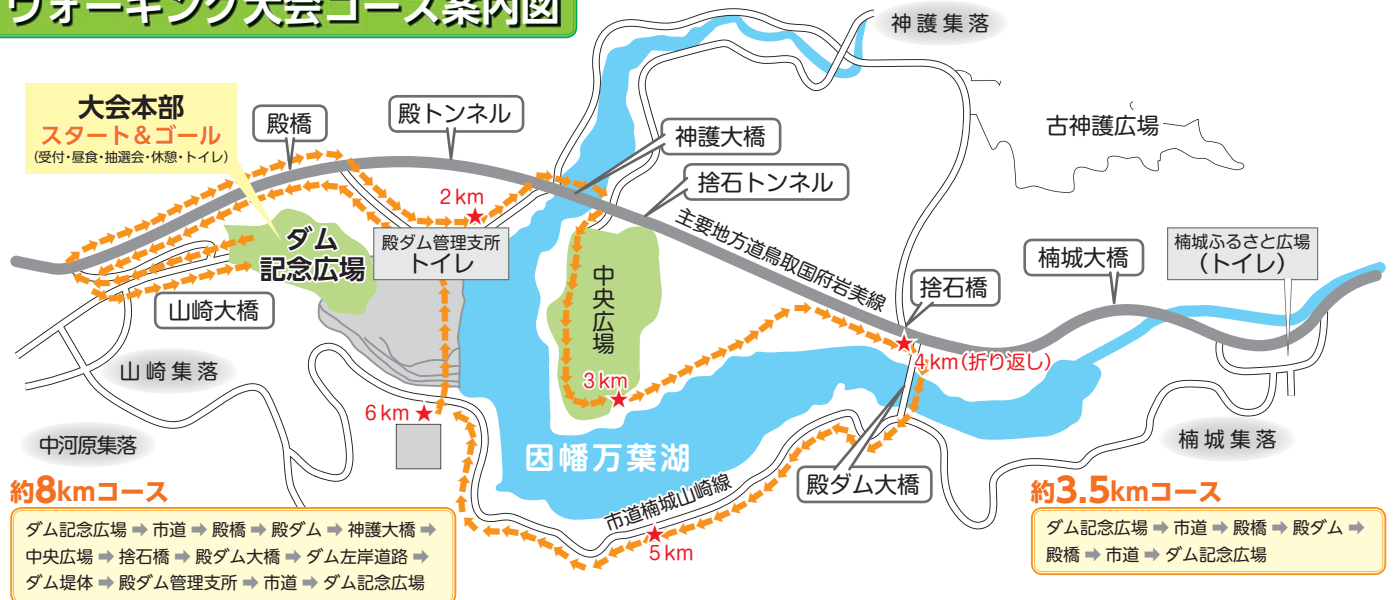 ウォーキング大会コース案内図
神護集落
大会本部
スタート&ゴール
(受付・昼食・抽選会・休憩・トイレ)
殿橋
殿トンネル
神護大橋
古神護広場
捨石トンネル
2km
主要地方道鳥取国府岩美線
ダム
記念広場
殿ダム管理支所
トイレ
楠城大橋
楠城ふるさと広場
(トイレ)
中央広場
捨石橋
山崎大橋
4km(折り返し)
山崎集落
3km
6km
中河原集落
因幡万葉湖
楠城集落
殿ダム大橋
市道楠城山崎線
5km
約8kmコース
ダム記念広場 ➡ 市道 ➡ 殿橋 ➡ 殿ダム ➡ 神護大橋 ➡
中央広場 ➡ 捨石橋 ➡ 殿ダム大橋 ➡ ダム左岸道路 ➡
ダム堤体 ➡ 殿ダム管理支所 ➡ 市道 ➡ ダム記念広場
約3.5kmコース
ダム記念広場 ➡ 市道 ➡ 殿橋 ➡ 殿ダム ➡
殿橋 ➡ 市道 ➡ ダム記念広場